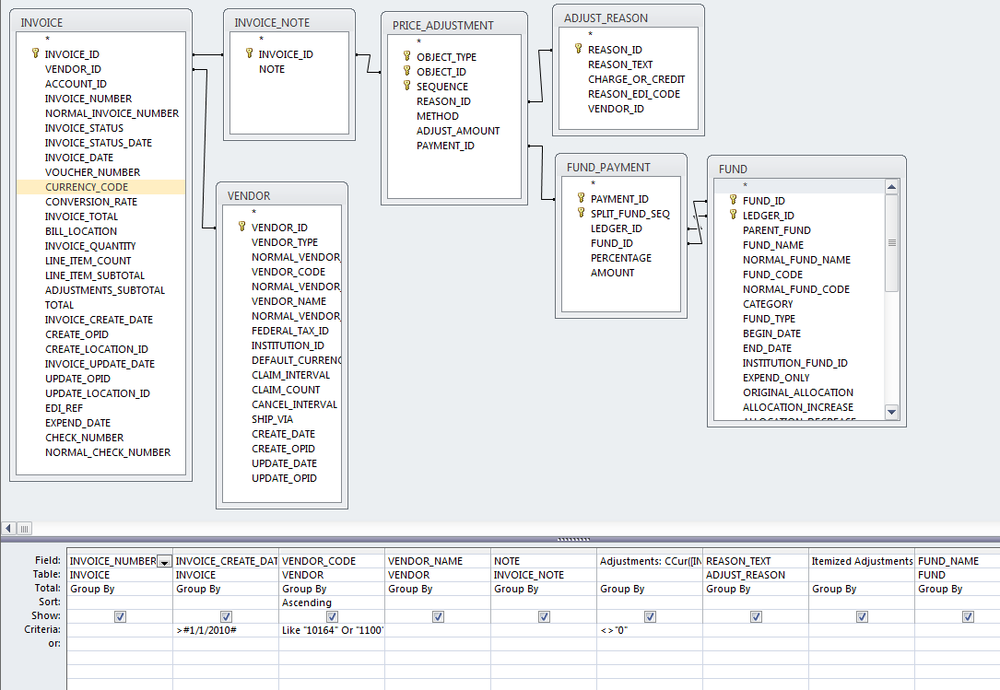 INVOICE
*
INVOICE_ID
VENDOR_ID
ACCOUNT_ID
INVOICE_NUMBER
NORMAL_INVOICE_NUMBER
INVOICE_STATUS
INVOICE_STATUS_DATE
INVOICE_DATE
VOUCHER_NUMBER
CURRENCY_CODE
CONVERSION_RATE
INVOICE_TOTAL
BILL_LOCATION
INVOICE_QUANTITY
LINE_ITEM_COUNT
LINE_ITEM_SUBTOTAL
ADJUSTMENTS_SUBTOTAL
TOTAL
INVOICE_CREATE_DATE
CREATE_OPID
CREATE_LOCATION_ID
INVOICE_UPDATE_DATE
UPDATE_OPID
UPDATE_LOCATION_ID
EDI_REF
EXPEND_DATE
CHECK_NUMBER
NORMAL_CHECK_NUMBER
INVOICE_NOTE
*
INVOICE_ID
NOTE
VENDOR
*
VENDOR_ID
VENDOR_TYPE
NORMAL_VENDOR_
VENDOR_CODE
NORMAL_VENDOR_
VENDOR_NAME
NORMAL_VENDOR_
FEDERAL_TAX_ID
INSTITUTION_ID
DEFAULT_CURRENC
CLAIM_INTERVAL
CLAIM_COUNT
CANCEL_INTERVAL
SHIP_VIA
CREATE_DATE
CREATE_OPID
UPDATE_DATE
UPDATE_OPID
PRICE_ADJUSTMENT
*
OBJECT_TYPE
OBJECT_ID
SEQUENCE
REASON_ID
METHOD
ADJUST_AMOUNT
PAYMENT_ID
ADJUST_REASON
*
REASON_ID
REASON_TEXT
CHARGE_OR_CREDIT
REASON_EDI_CODE
VENDOR_ID
FUND_PAYMENT
*
PAYMENT_ID
SPLIT_FUND_SEQ
LEDGER_ID
FUND_ID
PERCENTAGE
AMOUNT
FUND
*
FUND_ID
LEDGER_ID
PARENT_FUND
FUND_NAME
NORMAL_FUND_NAME
FUND_CODE
NORMAL_FUND_CODE
CATEGORY
FUND_TYPE
BEGIN_DATE
END_DATE
INSTITUTION_FUND_ID
EXPEND_ONLY
ORIGINAL_ALLOCATION
ALLOCATION_INCREASE
ALLOCATION_DECREASE
Field: INVOICE_NUMBER INVOICE_CREATE_DAT VENDOR_CODE VENDOR_NAME NOTE Adjustments: CCur([IN REASON_TEXT Itemized Adjustments FUND_NAME
Table: INVOICE INVOICE VENDOR VENDOR INVOICE_NOTE ADJUST_REASON FUND
Total: Group By Group By Group By Group By Group By Group By Group By Group By Group By
Sort: Ascending
Show:
Criteria: >#1/1/2010# Like "10164" Or "1100" <>"0"
or: